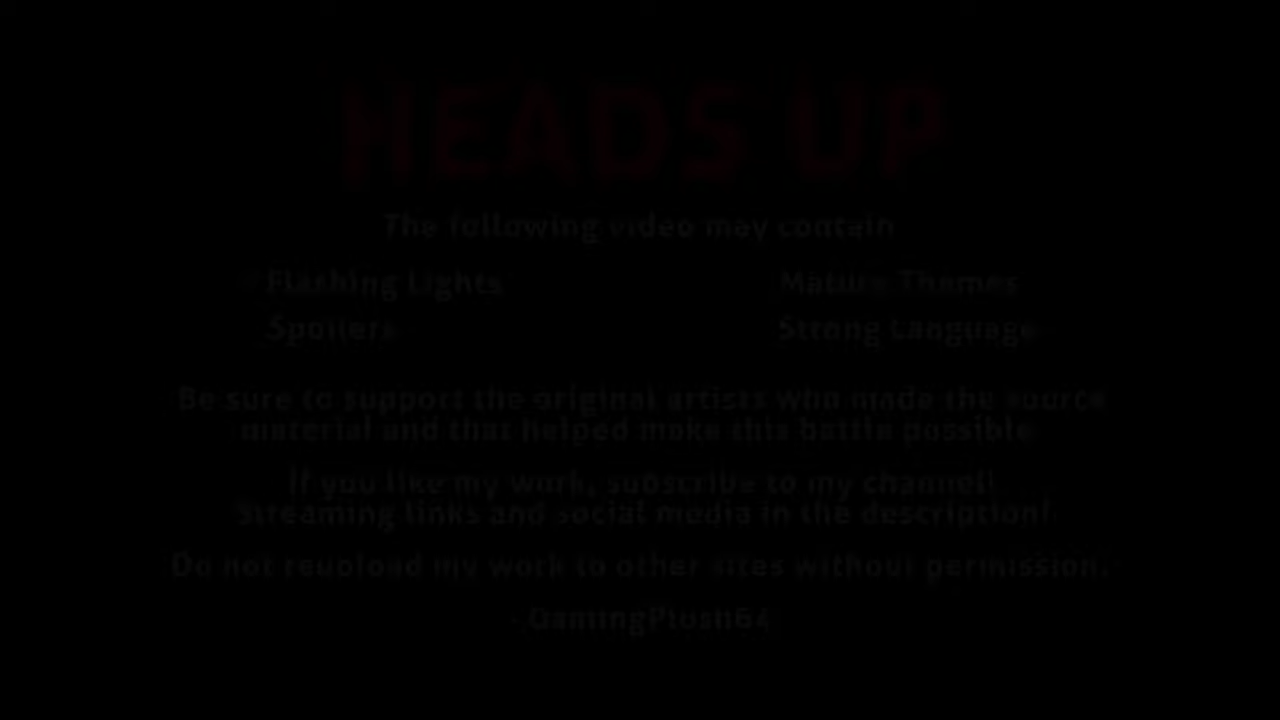 HEADS UP
The following video may contain
Flashing Lights
Mature Themes
Spoilers
Strong Language
Be sure to support the original artists who made the source
material and that helped make this battle possible
If you like my work, subscribe to my channel!
Streaming links and social media in the description!
Do not reupload my work to other sites without permission.
- GamingPlush64